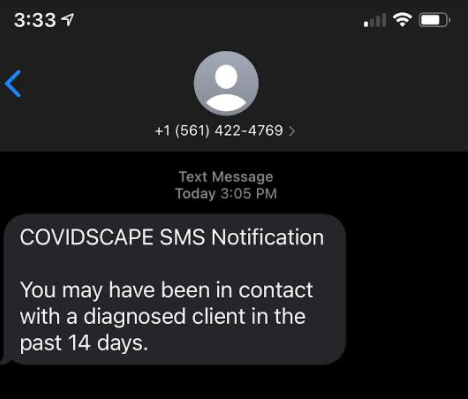 3:33
+1 (561) 422-4769 >
Text Message
Today 3:05 PM
COVIDSCAPE SMS Notification
You may have been in contact
with a diagnosed client in the
past 14 days.